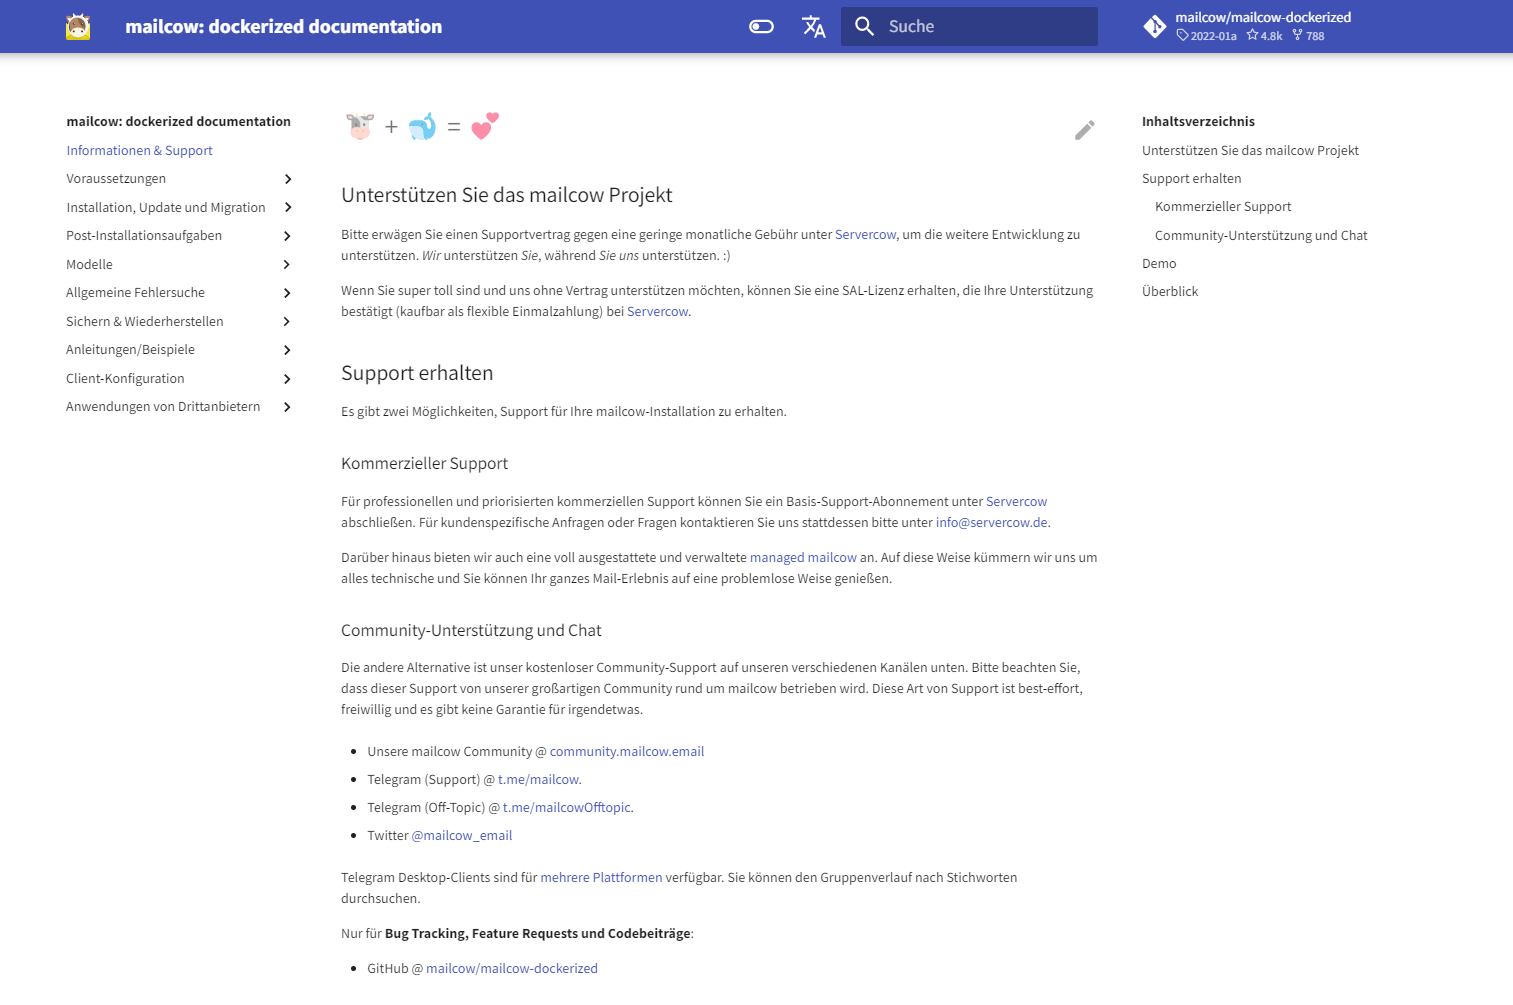 mailcow: dockerized documentation
Suche
mailcow/mailcow-dockerized
2022-01a 4.8k 788
mailcow: dockerized documentation
Informationen & Support
Voraussetzungen
Installation, Update und Migration
Post-Installationsaufgaben
Modelle
Allgemeine Fehlersuche
Sichern & Wiederherstellen
Anleitungen/Beispiele
Client-Konfiguration
Anwendungen von Drittanbietern
+ =
Unterstützen Sie das mailcow Projekt
Bitte erwägen Sie einen Supportvertrag gegen eine geringe monatliche Gebühr unter Servercow, um die weitere Entwicklung zu
unterstützen. Wir unterstützen Sie, während Sie uns unterstützen. :)
Wenn Sie super toll sind und uns ohne Vertrag unterstützen möchten, können Sie eine SAL-Lizenz erhalten, die Ihre Unterstützung
bestätigt (kaufbar als flexible Einmalzahlung) bei Servercow.
Support erhalten
Es gibt zwei Möglichkeiten, Support für Ihre mailcow-Installation zu erhalten.
Kommerzieller Support
Für professionellen und priorisierten kommerziellen Support können Sie ein Basis-Support-Abonnement unter Servercow
abschließen. Für kundenspezifische Anfragen oder Fragen kontaktieren Sie uns stattdessen bitte unter info@servercow.de.
Darüber hinaus bieten wir auch eine voll ausgestattete und verwaltete managed mailcow an. Auf diese Weise kümmern wir uns um
alles technische und Sie können Ihr ganzes Mail-Erlebnis auf eine problemlose Weise genießen.
Community-Unterstützung und Chat
Die andere Alternative ist unser kostenloser Community-Support auf unseren verschiedenen Kanälen unten. Bitte beachten Sie,
dass dieser Support von unserer großartigen Community rund um mailcow betrieben wird. Diese Art von Support ist best-effort,
freiwillig und es gibt keine Garantie für irgendetwas.
• Unsere mailcow Community @ community.mailcow.email
• Telegram (Support) @ t.me/mailcow.
• Telegram (Off-Topic) @ t.me/mailcowOfftopic.
• Twitter @mailcow_email
Telegram Desktop-Clients sind für mehrere Plattformen verfügbar. Sie können den Gruppenverlauf nach Stichworten
durchsuchen.
Nur für Bug Tracking, Feature Requests und Codebeiträge:
• GitHub @ mailcow/mailcow-dockerized
Inhaltsverzeichnis
Unterstützen Sie das mailcow Projekt
Support erhalten
Kommerzieller Support
Community-Unterstützung und Chat
Demo
Überblick